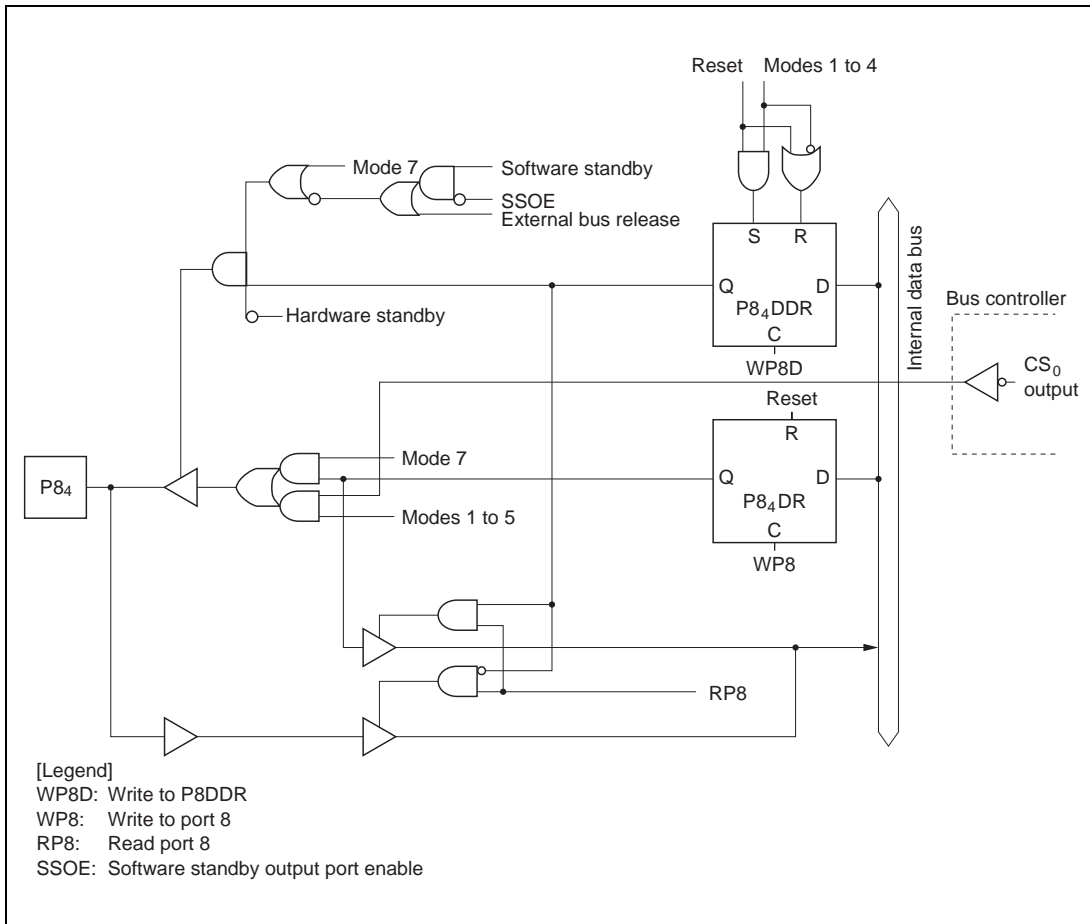 Reset Modes 1 to 4
Mode 7
Software standby
SSOE
External bus release
S R
Q D
P8₄DDR
C
WP8D
Hardware standby
Internal data bus
Bus controller
CS₀
output
Reset
R
Mode 7
Q D
P8₄DR
C
WP8
P8₄
Modes 1 to 5
RP8
[Legend]
WP8D: Write to P8DDR
WP8: Write to port 8
RP8: Read port 8
SSOE: Software standby output port enable